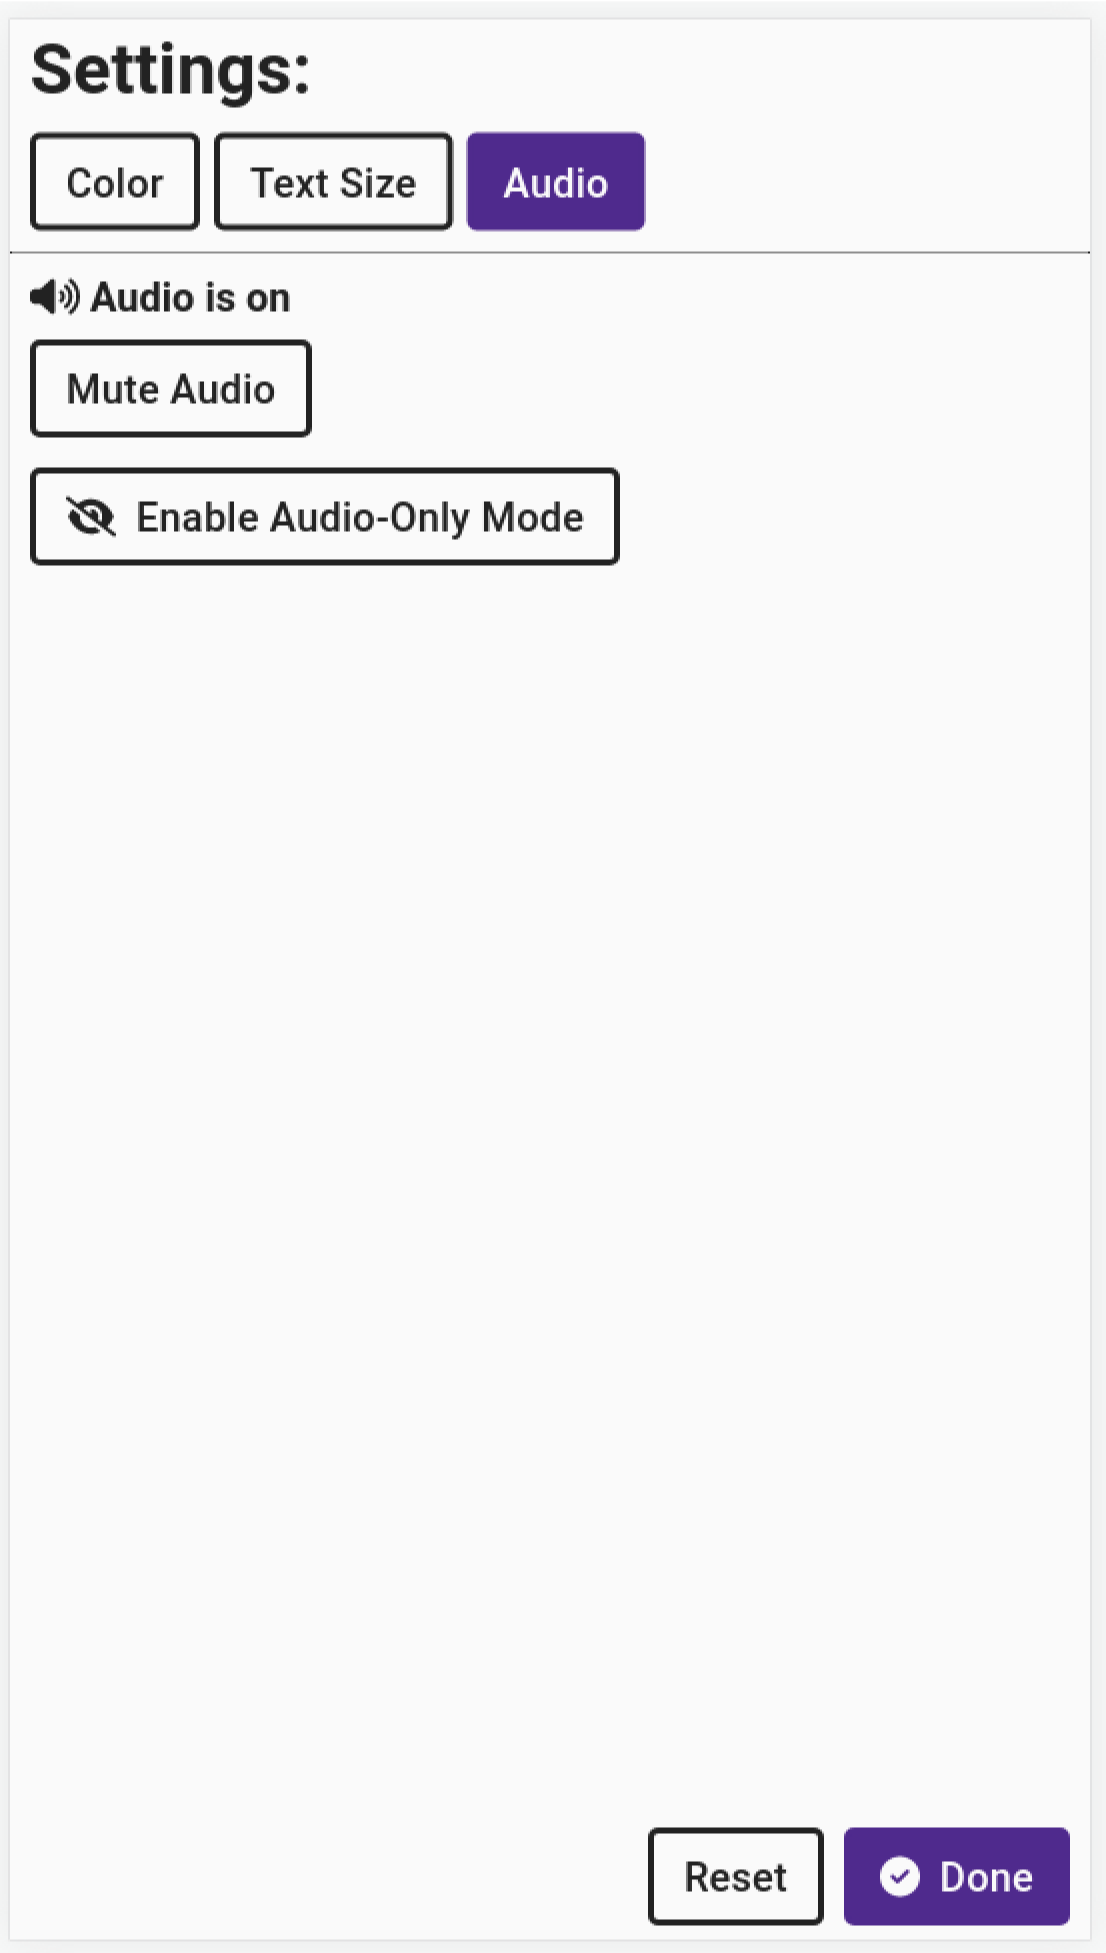 Settings:
Color Text Size Audio
Audio is on
Mute Audio
Enable Audio-Only Mode
Reset Done